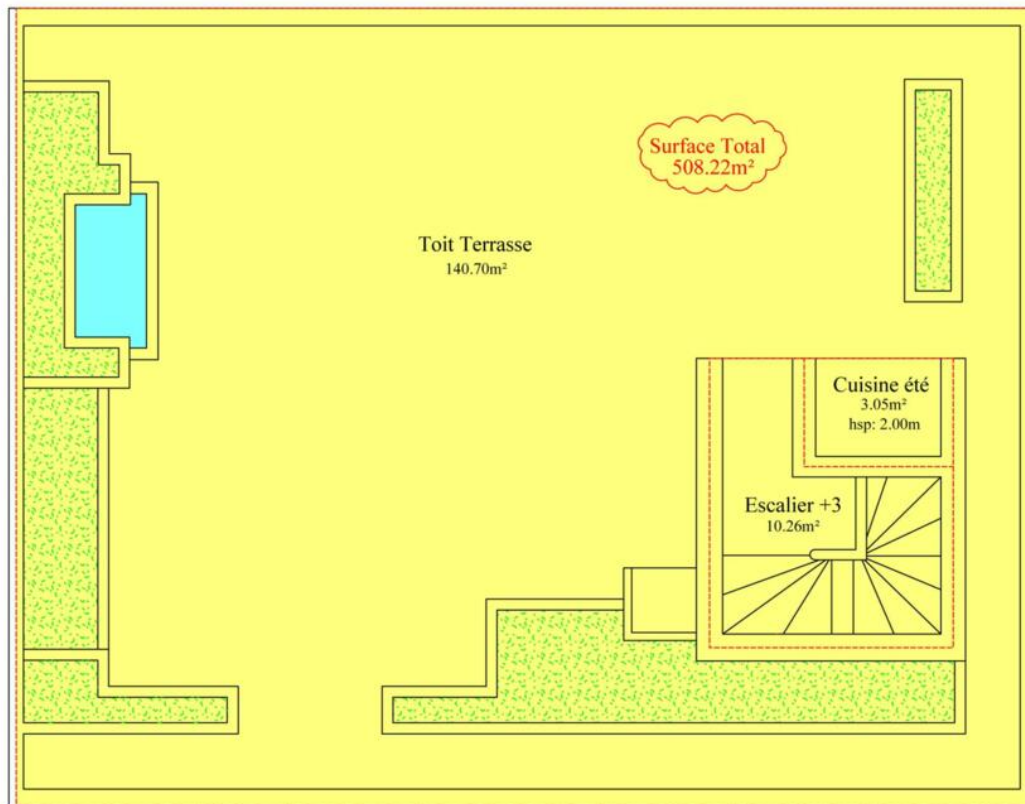 Surface Total
508.22m²
Toit Terrasse
140.70m²
Cuisine été
3.05m²
hsp: 2.00m
Escalier +3
10.26m²